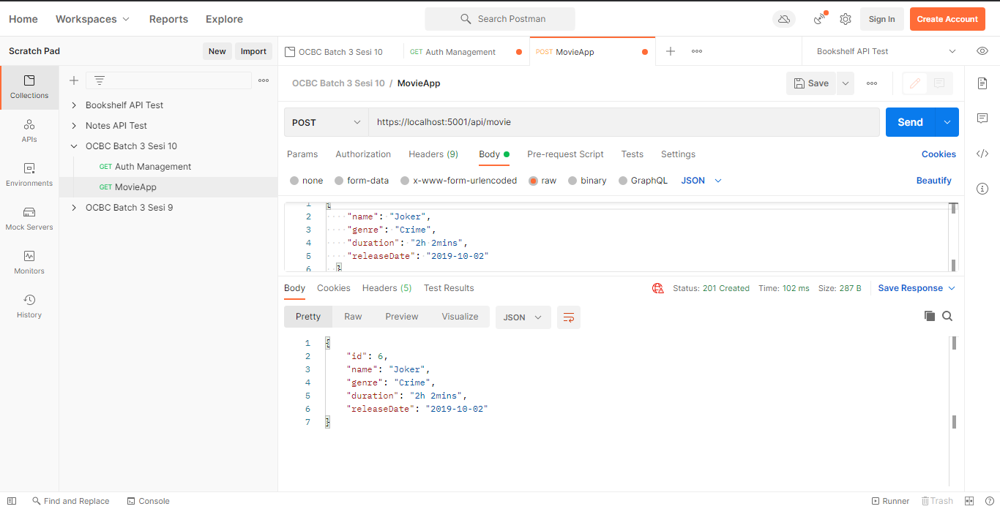 Home Workspaces Reports Explore Search Postman Sign In Create Account
Scratch Pad New Import
OCBC Batch 3 Sesi 10 GET Auth Management POST MovieApp Bookshelf API Test
Collections
APIs
Environments
Mock Servers
Monitors
History
Bookshelf API Test
Notes API Test
OCBC Batch 3 Sesi 10
GET Auth Management
GET MovieApp
OCBC Batch 3 Sesi 9
OCBC Batch 3 Sesi 10 / MovieApp Save
POST https://localhost:5001/api/movie Send
Params Authorization Headers (9) Body Pre-request Script Tests Settings Cookies
none form-data x-www-form-urlencoded raw binary GraphQL JSON Beautify
1 {
2 "name": "Joker",
3 "genre": "Crime",
4 "duration": "2h 2mins",
5 "releaseDate": "2019-10-02"
6 }
Body Cookies Headers (5) Test Results Status: 201 Created Time: 102 ms Size: 287 B Save Response
Pretty Raw Preview Visualize JSON
1 {
2 "id": 6,
3 "name": "Joker",
4 "genre": "Crime",
5 "duration": "2h 2mins",
6 "releaseDate": "2019-10-02"
7 }
Find and Replace Console Runner Trash